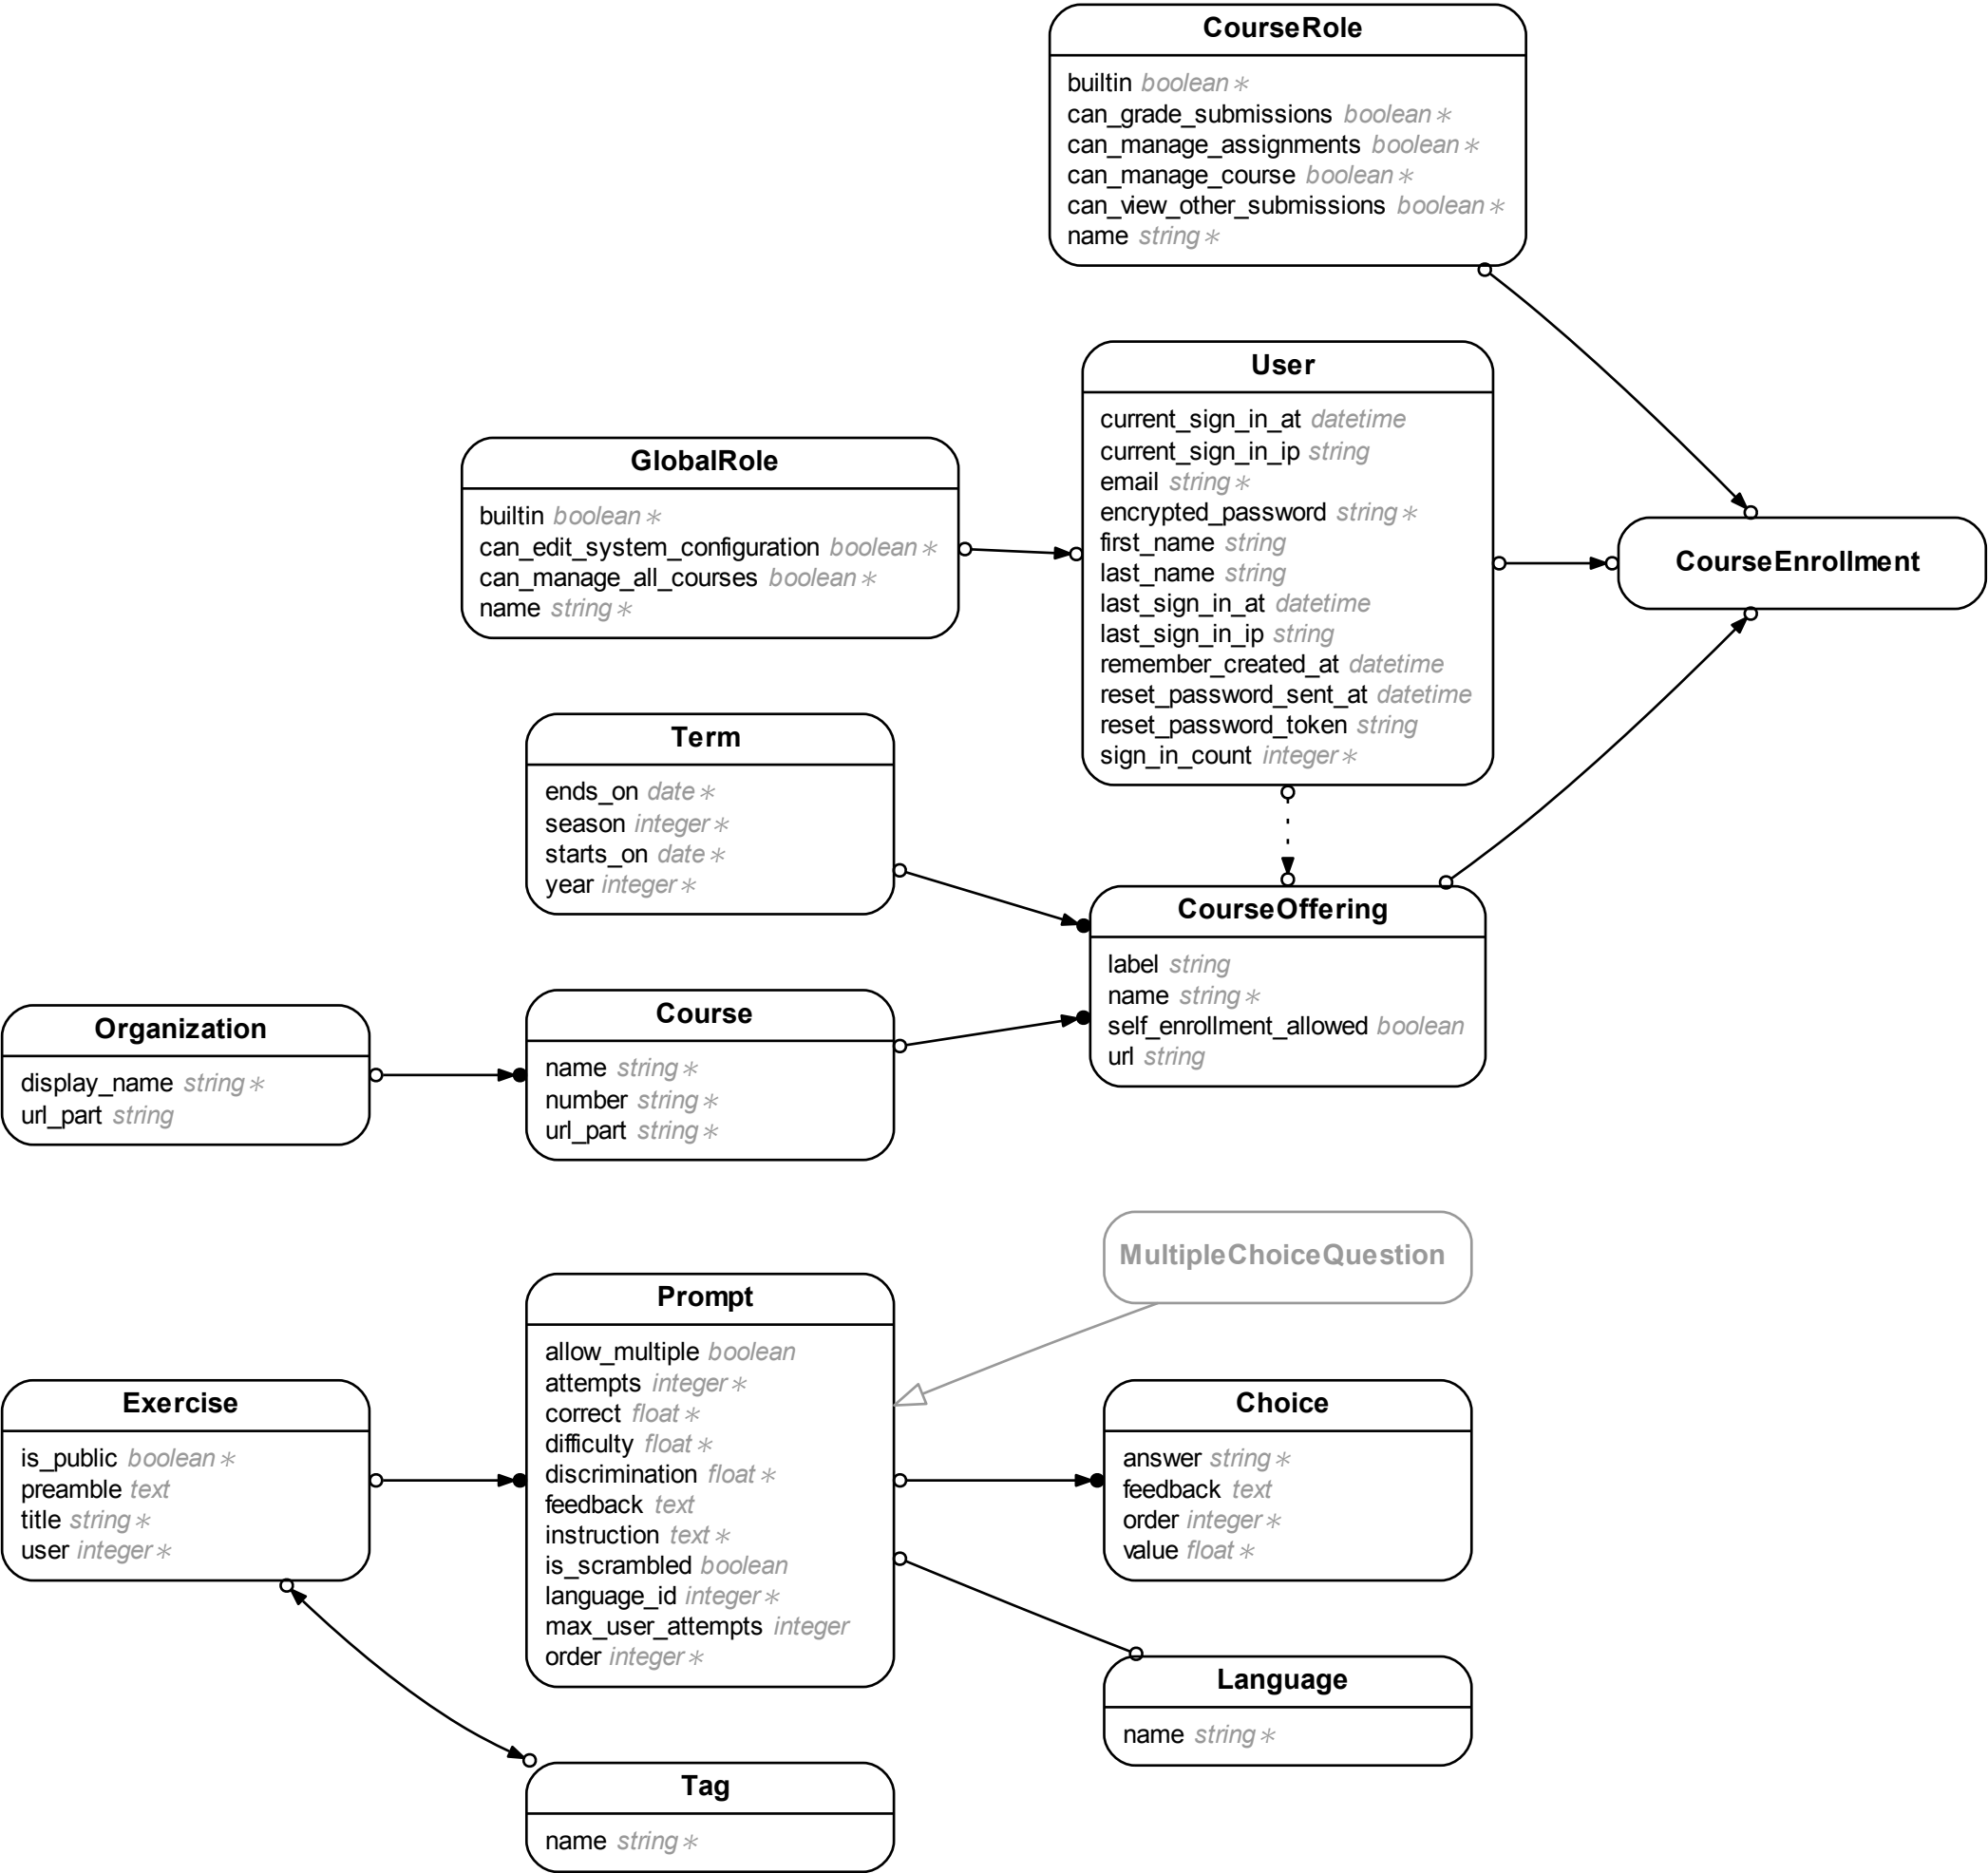 CourseRole
builtin boolean ∗
can_grade_submissions boolean ∗
can_manage_assignments boolean ∗
can_manage_course boolean ∗
can_view_other_submissions boolean ∗
name string ∗
User
current_sign_in_at datetime
current_sign_in_ip string
email string ∗
encrypted_password string ∗
first_name string
last_name string
last_sign_in_at datetime
last_sign_in_ip string
remember_created_at datetime
reset_password_sent_at datetime
reset_password_token string
sign_in_count integer ∗
GlobalRole
builtin boolean ∗
can_edit_system_configuration boolean ∗
can_manage_all_courses boolean ∗
name string ∗
CourseEnrollment
Term
ends_on date ∗
season integer ∗
starts_on date ∗
year integer ∗
CourseOffering
label string
name string ∗
self_enrollment_allowed boolean
url string
Organization
display_name string ∗
url_part string
Course
name string ∗
number string ∗
url_part string ∗
MultipleChoiceQuestion
Prompt
allow_multiple boolean
attempts integer ∗
correct float ∗
difficulty float ∗
discrimination float ∗
feedback text
instruction text ∗
is_scrambled boolean
language_id integer ∗
max_user_attempts integer
order integer ∗
Exercise
is_public boolean ∗
preamble text
title string ∗
user integer ∗
Choice
answer string ∗
feedback text
order integer ∗
value float ∗
Language
name string ∗
Tag
name string ∗